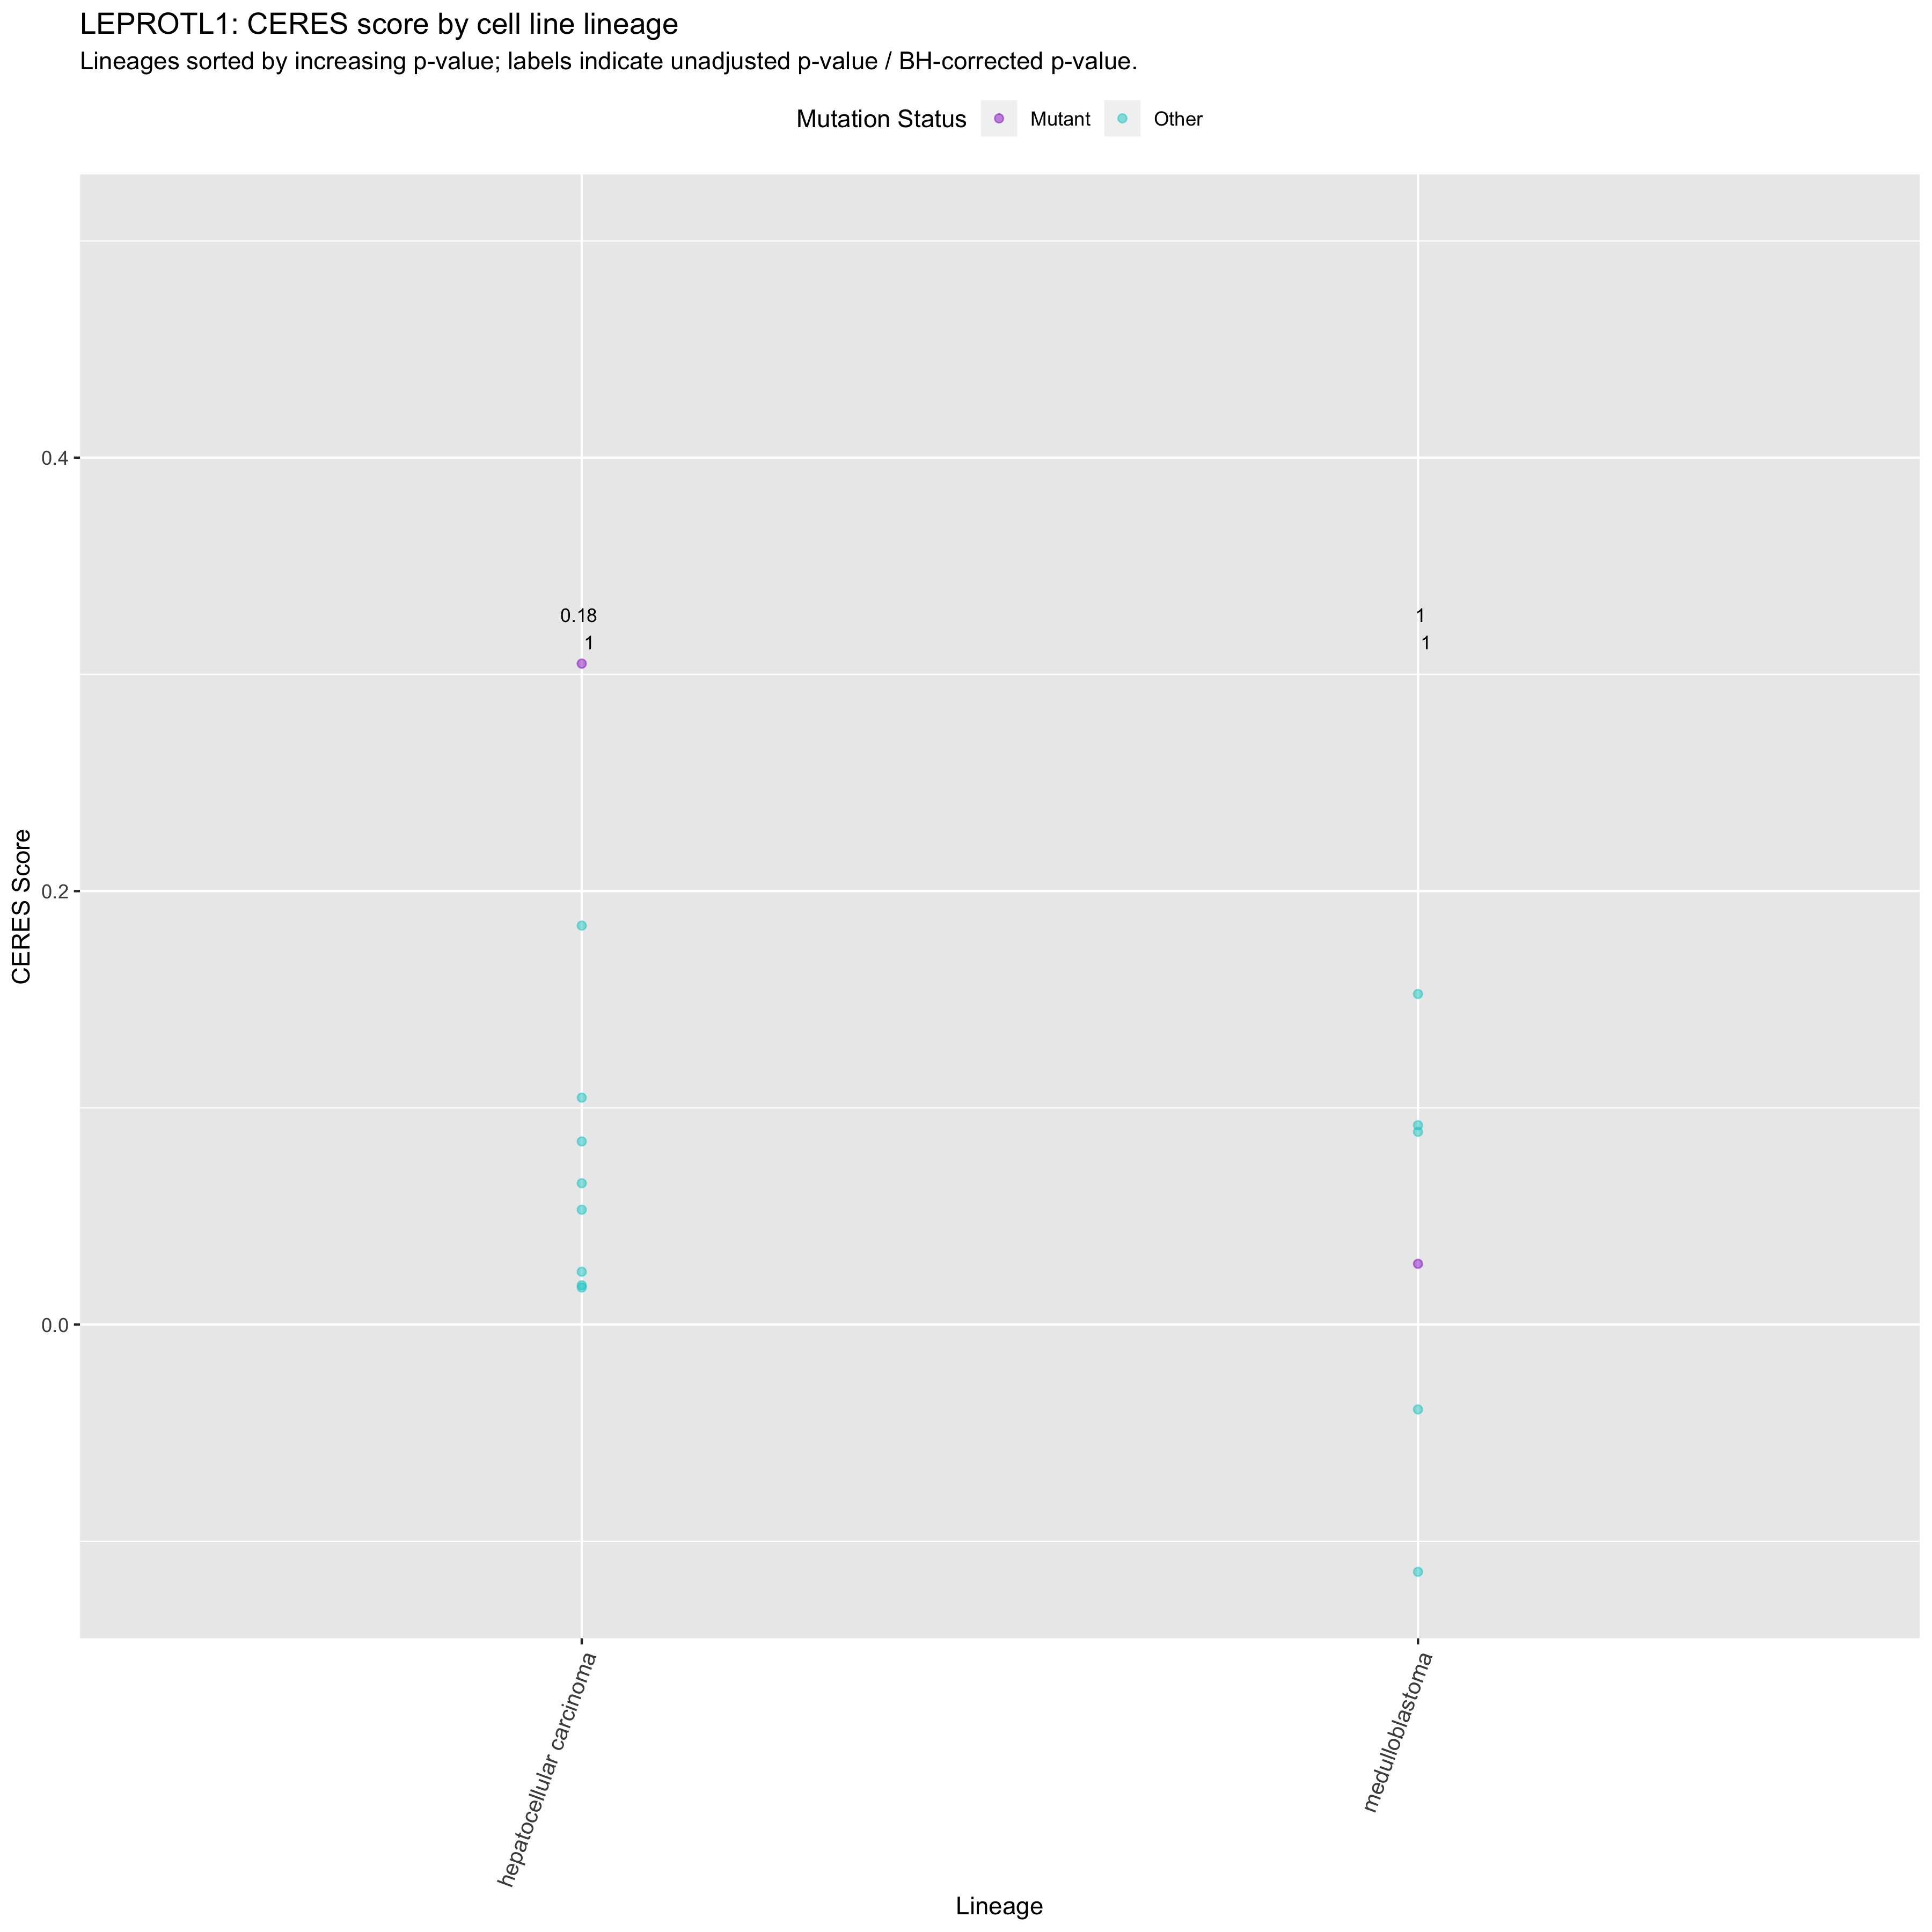 LEPROTL1: CERES score by cell line lineage
Lineages sorted by increasing p-value; labels indicate unadjusted p-value / BH-corrected p-value.
Mutation Status Mutant Other
0.4
0.2
0.0
CERES Score
0.18
1
1
1
hepatocellular carcinoma
medulloblastoma
Lineage